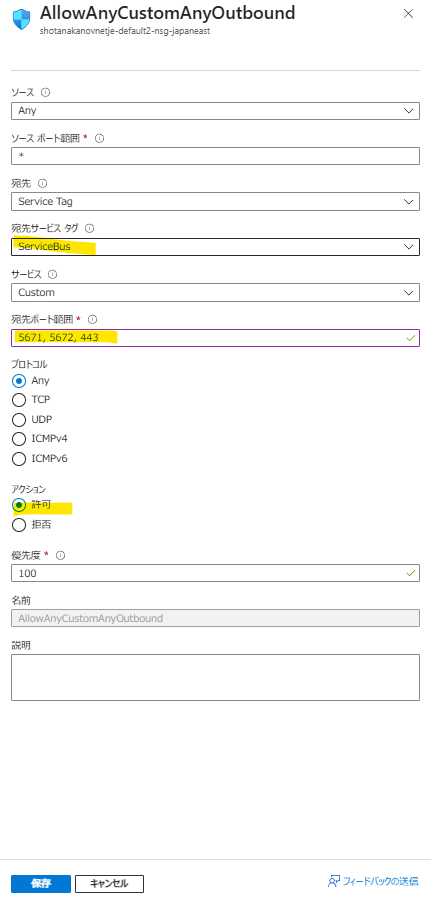 AllowAnyCustomAnyOutbound
shotanakanovnetje-default2-nsg-japaneast
ソース
Any
ソース ポート範囲 *
*
宛先
Service Tag
宛先サービス タグ
ServiceBus
サービス
Custom
宛先ポート範囲 *
5671, 5672, 443
プロトコル
Any
TCP
UDP
ICMPv4
ICMPv6
アクション
許可
拒否
優先度 *
100
名前
AllowAnyCustomAnyOutbound
説明
保存 キャンセル フィードバックの送信